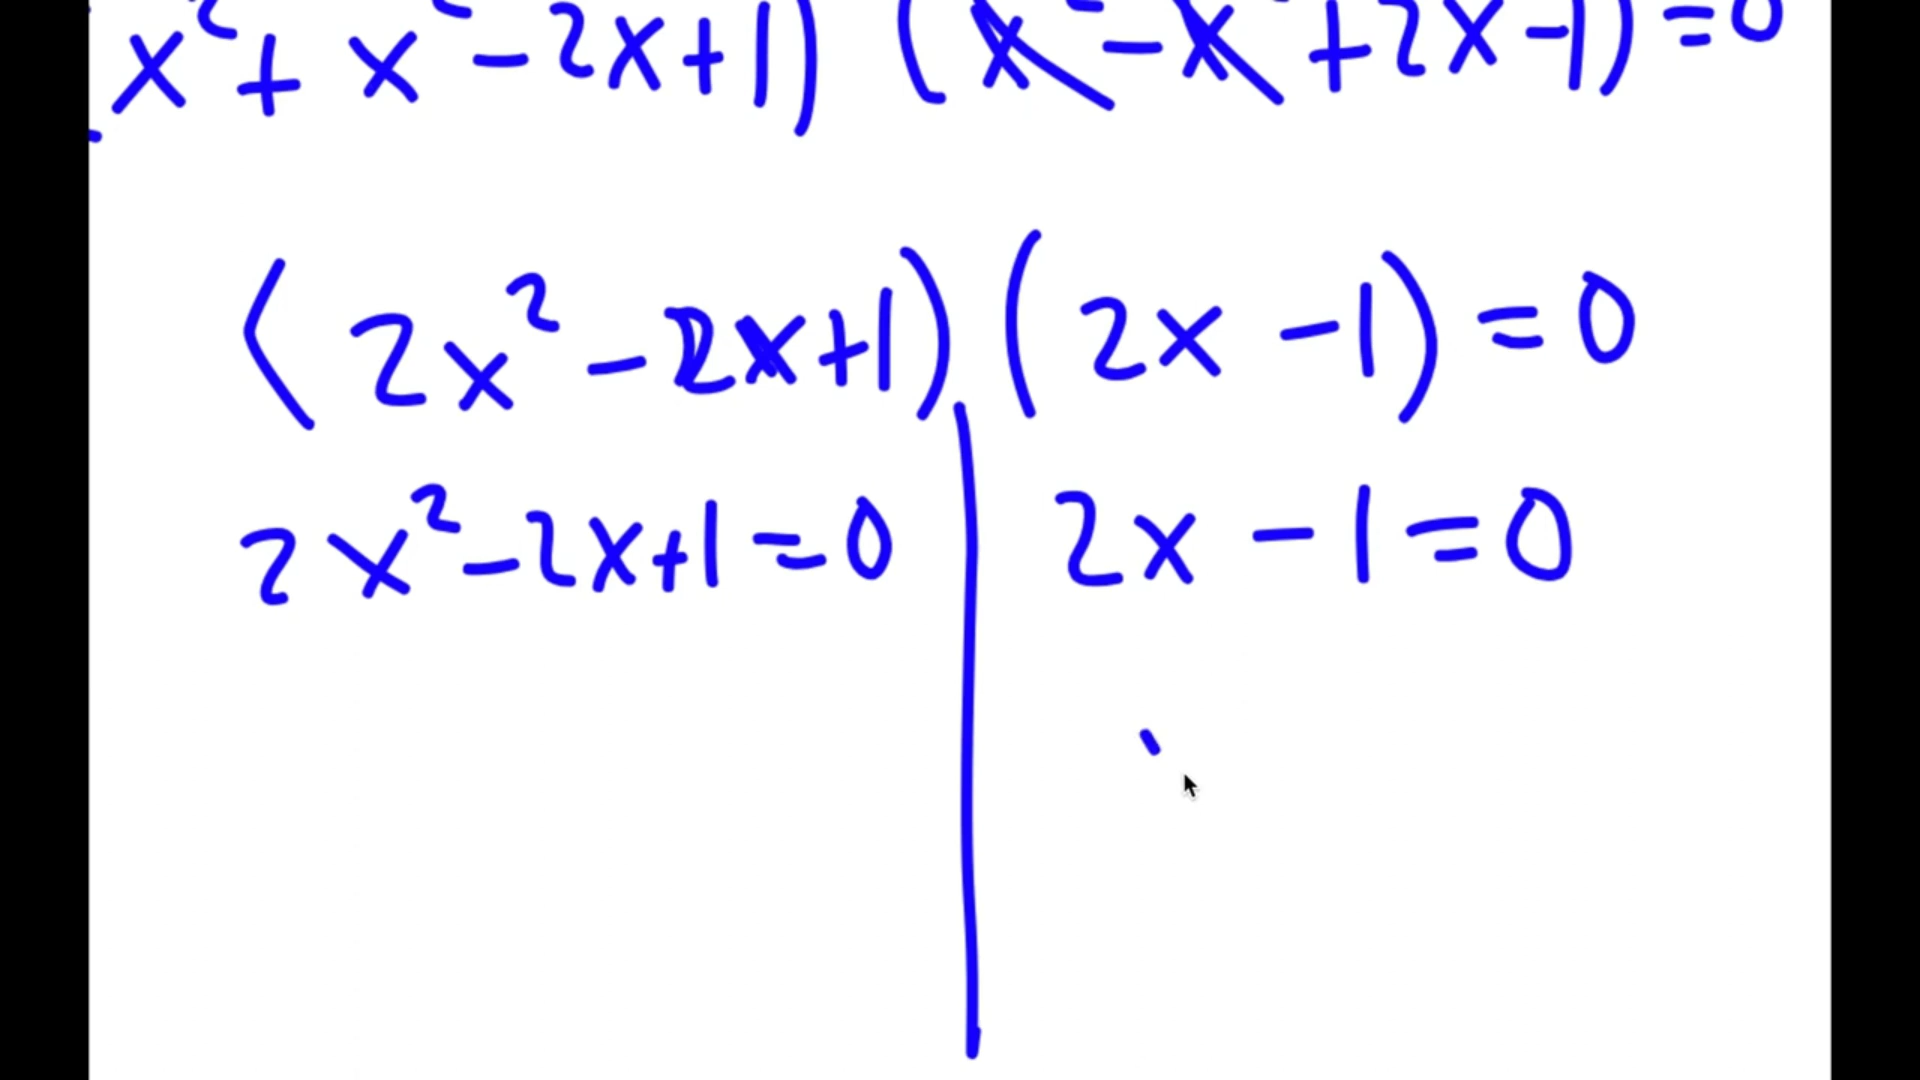 x² + x² - 2x + 1) (x² - x² + 2x - 1) = 0
(2x² - 2x + 1) (2x - 1) = 0
2x² - 2x + 1 = 0
2x - 1 = 0